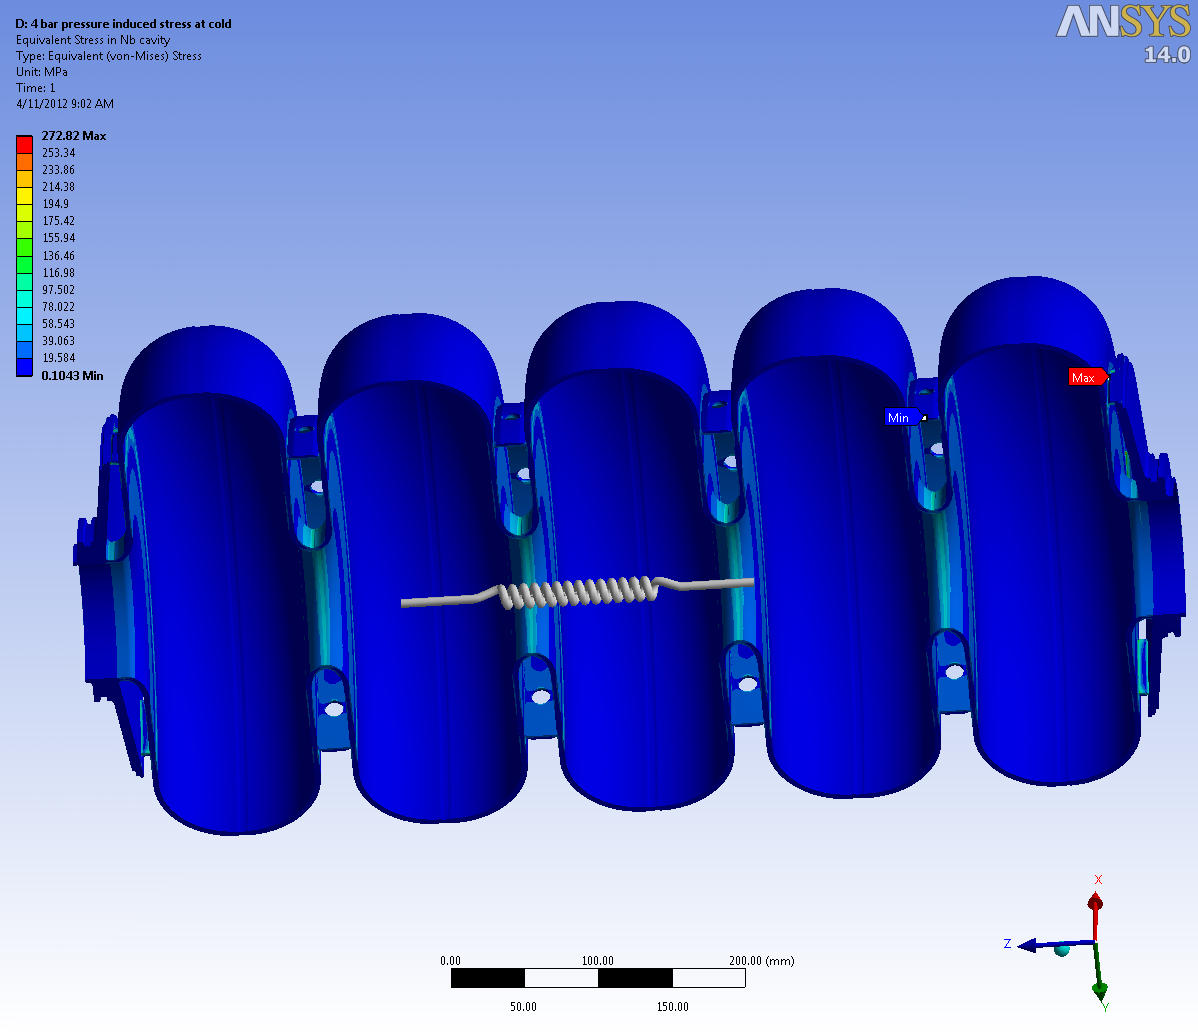 D: 4 bar pressure induced stress at cold
Equivalent Stress in Nb cavity
Type: Equivalent (von-Mises) Stress
Unit: MPa
Time: 1
4/11/2012 9:02 AM
ANSYS
14.0
272.82 Max
253.34
233.86
214.38
194.9
175.42
155.94
136.46
116.98
97.502
78.022
58.543
39.063
19.584
0.1043 Min
Max
Min
X
Z
Y
0.00 100.00 200.00 (mm)
50.00 150.00